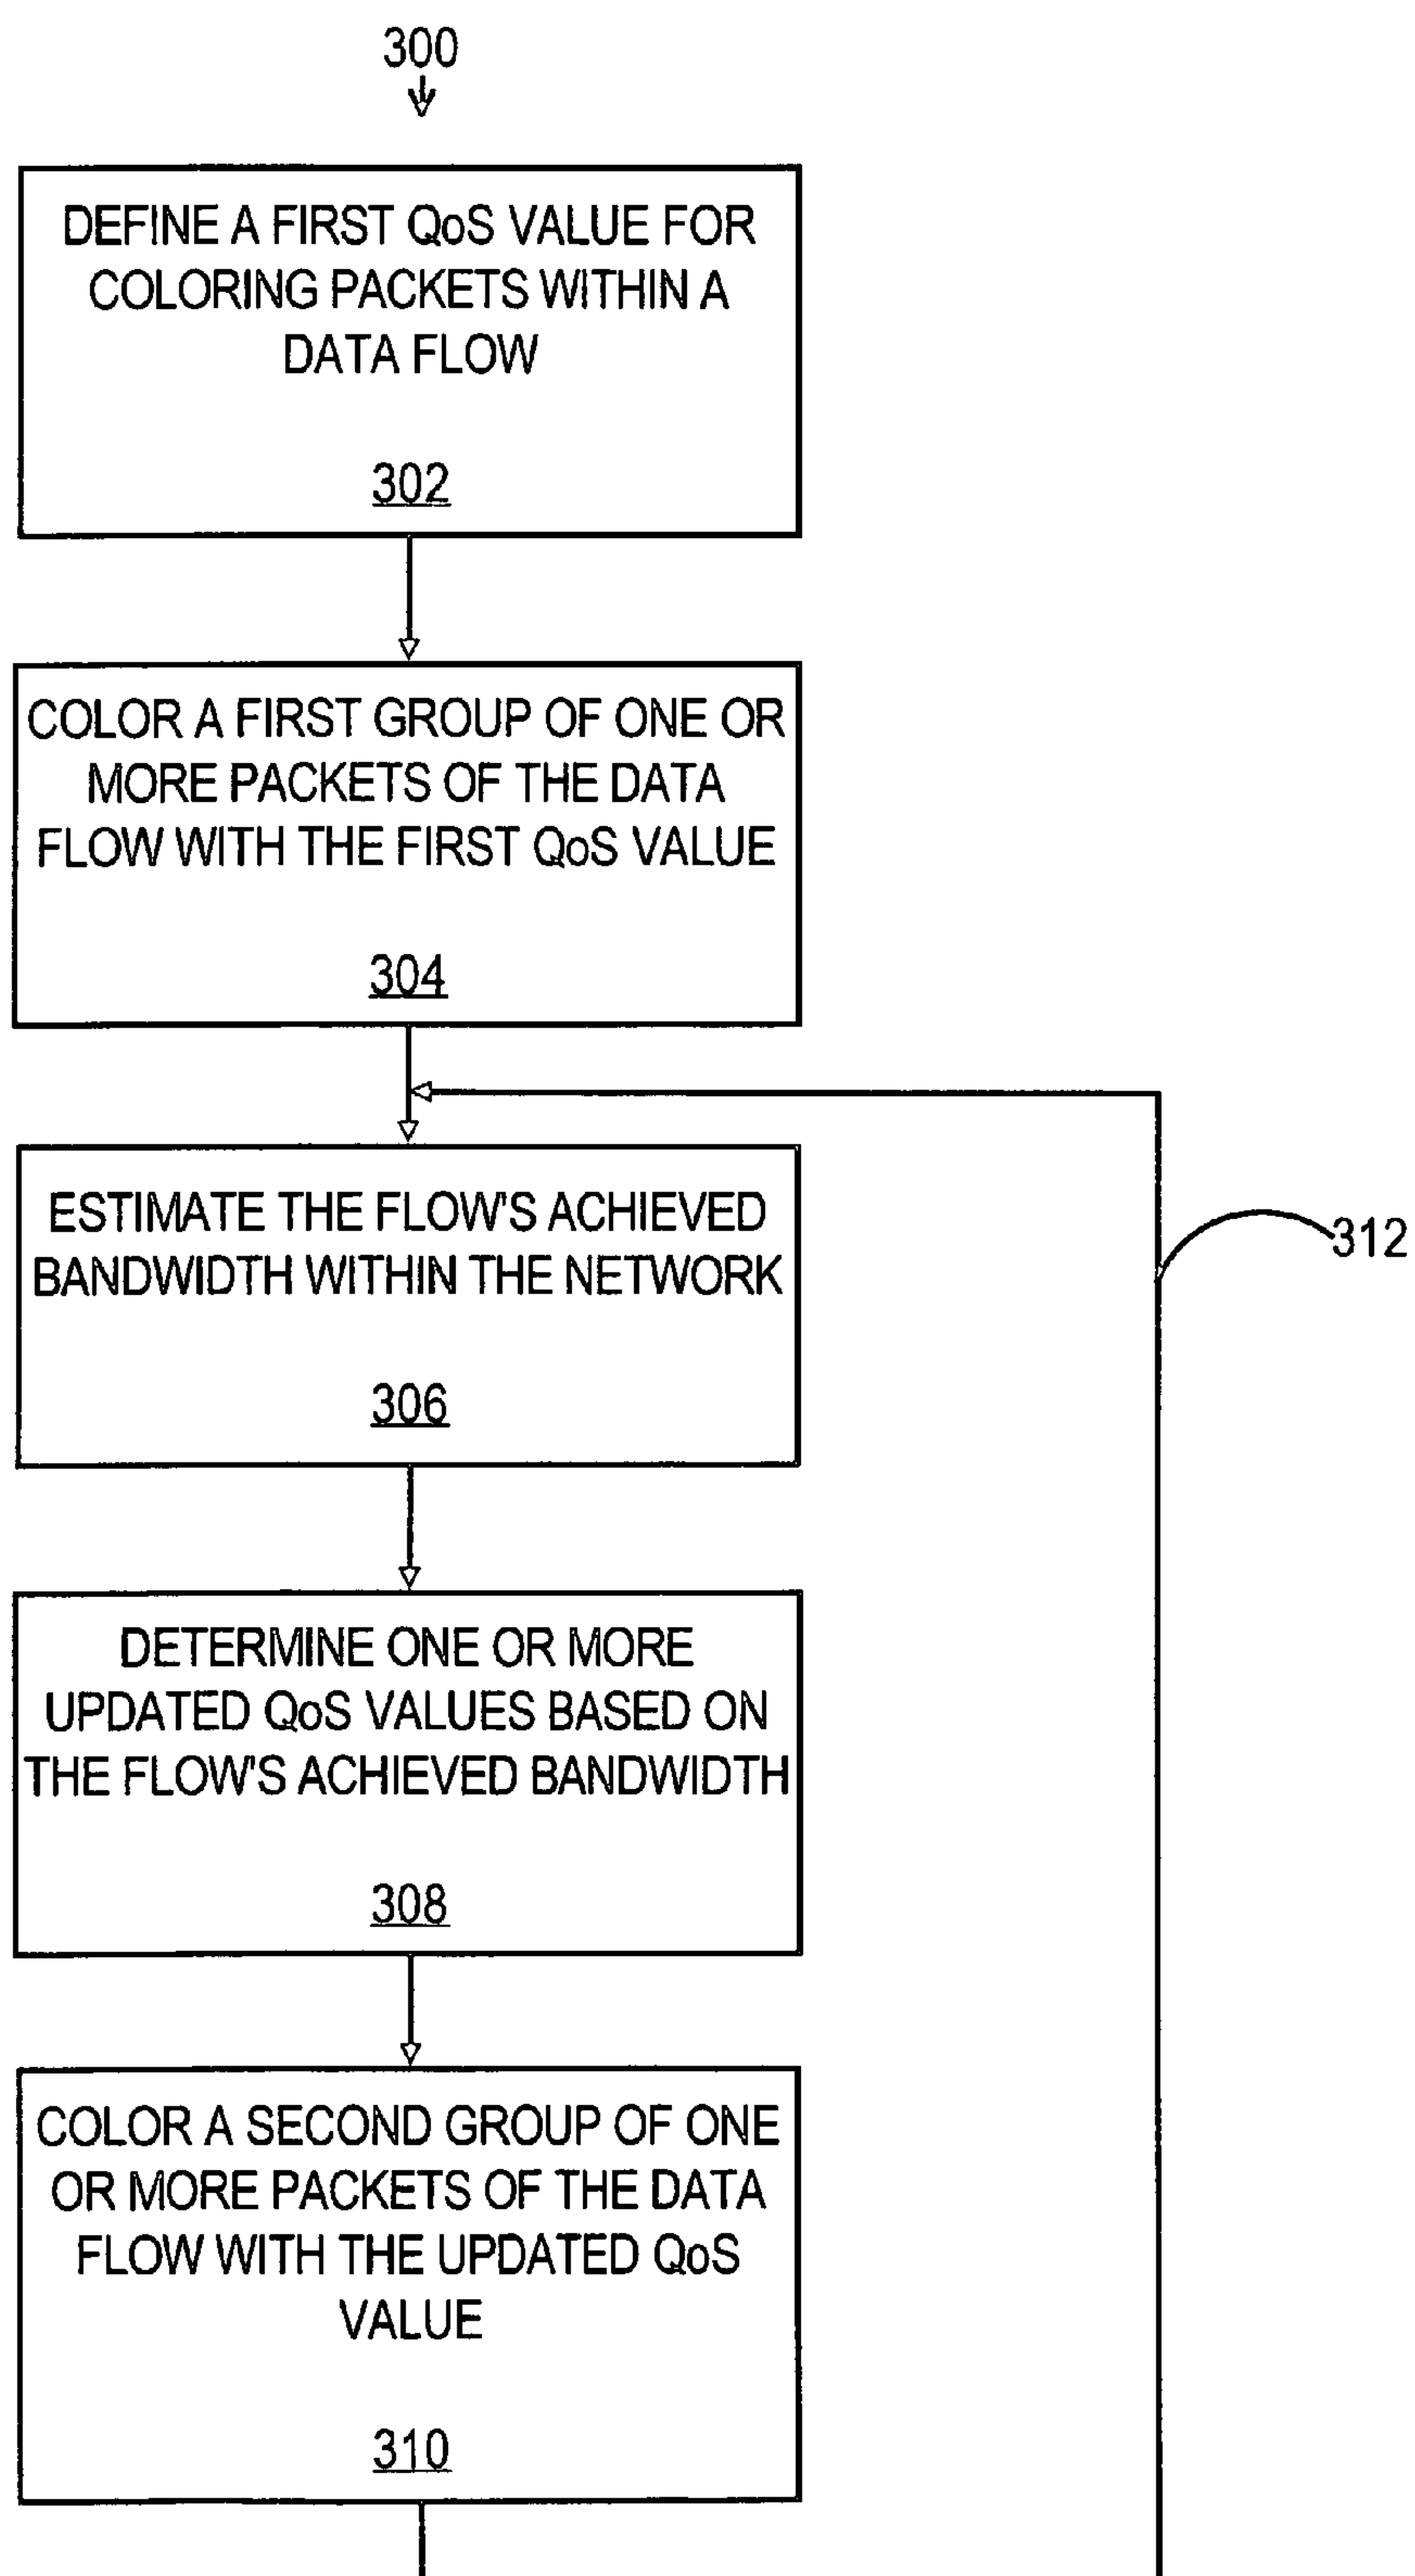 300
DEFINE A FIRST QoS VALUE FOR
COLORING PACKETS WITHIN A
DATA FLOW
302
COLOR A FIRST GROUP OF ONE OR
MORE PACKETS OF THE DATA
FLOW WITH THE FIRST QoS VALUE
304
ESTIMATE THE FLOW'S ACHIEVED
BANDWIDTH WITHIN THE NETWORK
306
312
DETERMINE ONE OR MORE
UPDATED QoS VALUES BASED ON
THE FLOW'S ACHIEVED BANDWIDTH
308
COLOR A SECOND GROUP OF ONE
OR MORE PACKETS OF THE DATA
FLOW WITH THE UPDATED QoS
VALUE
310